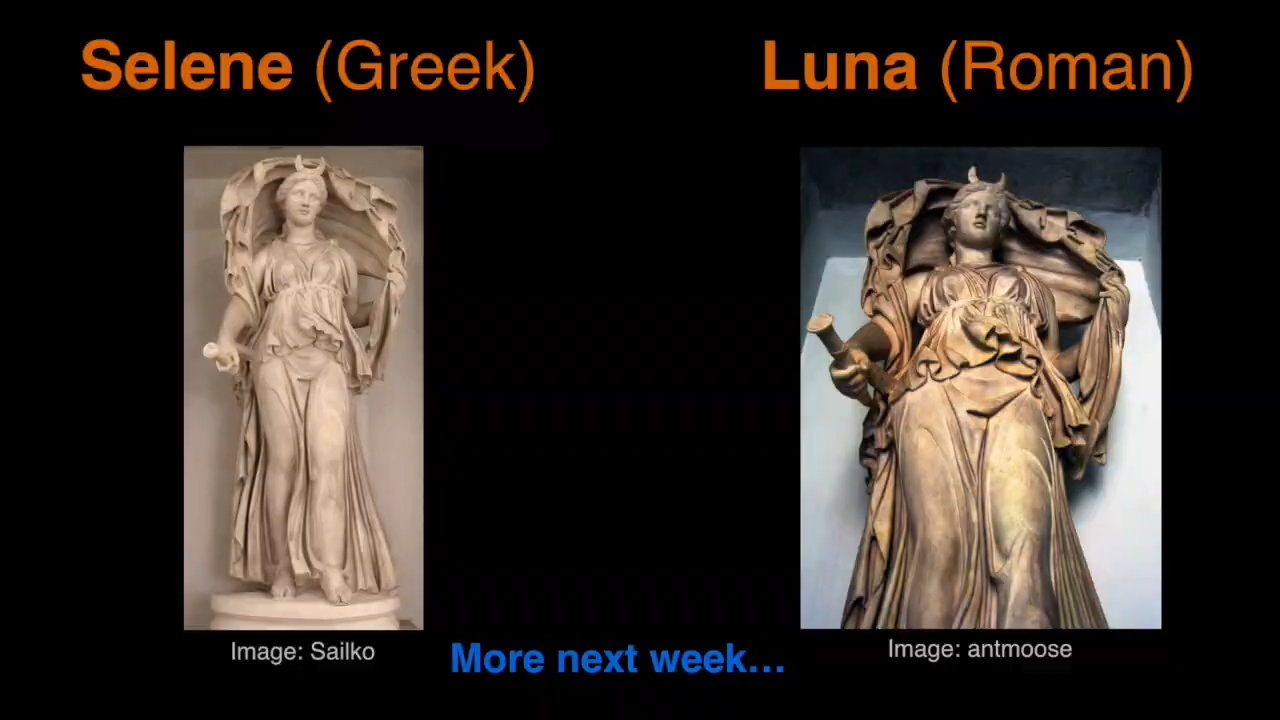 Selene (Greek)
Luna (Roman)
Image: Sailko
Image: antmoose
More next week...